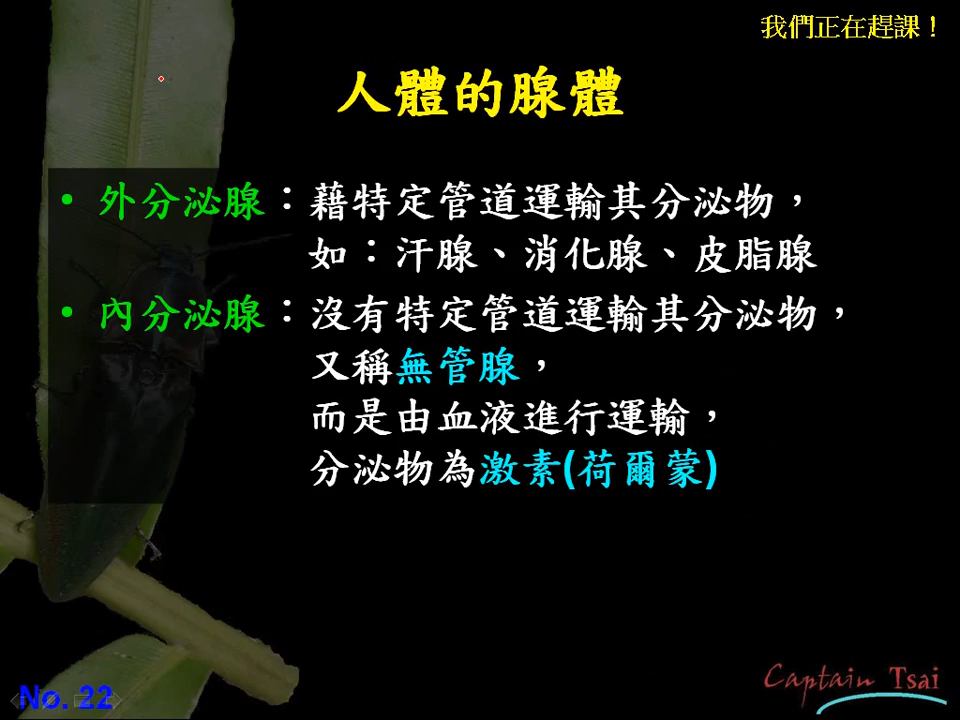 我們正在趕課！
人體的腺體
• 外分泌腺：藉特定管道運輸其分泌物，
如：汗腺、消化腺、皮脂腺
• 內分泌腺：沒有特定管道運輸其分泌物，
又稱無管腺，
而是由血液進行運輸，
分泌物為激素(荷爾蒙)
No. 22
Captain Tsai